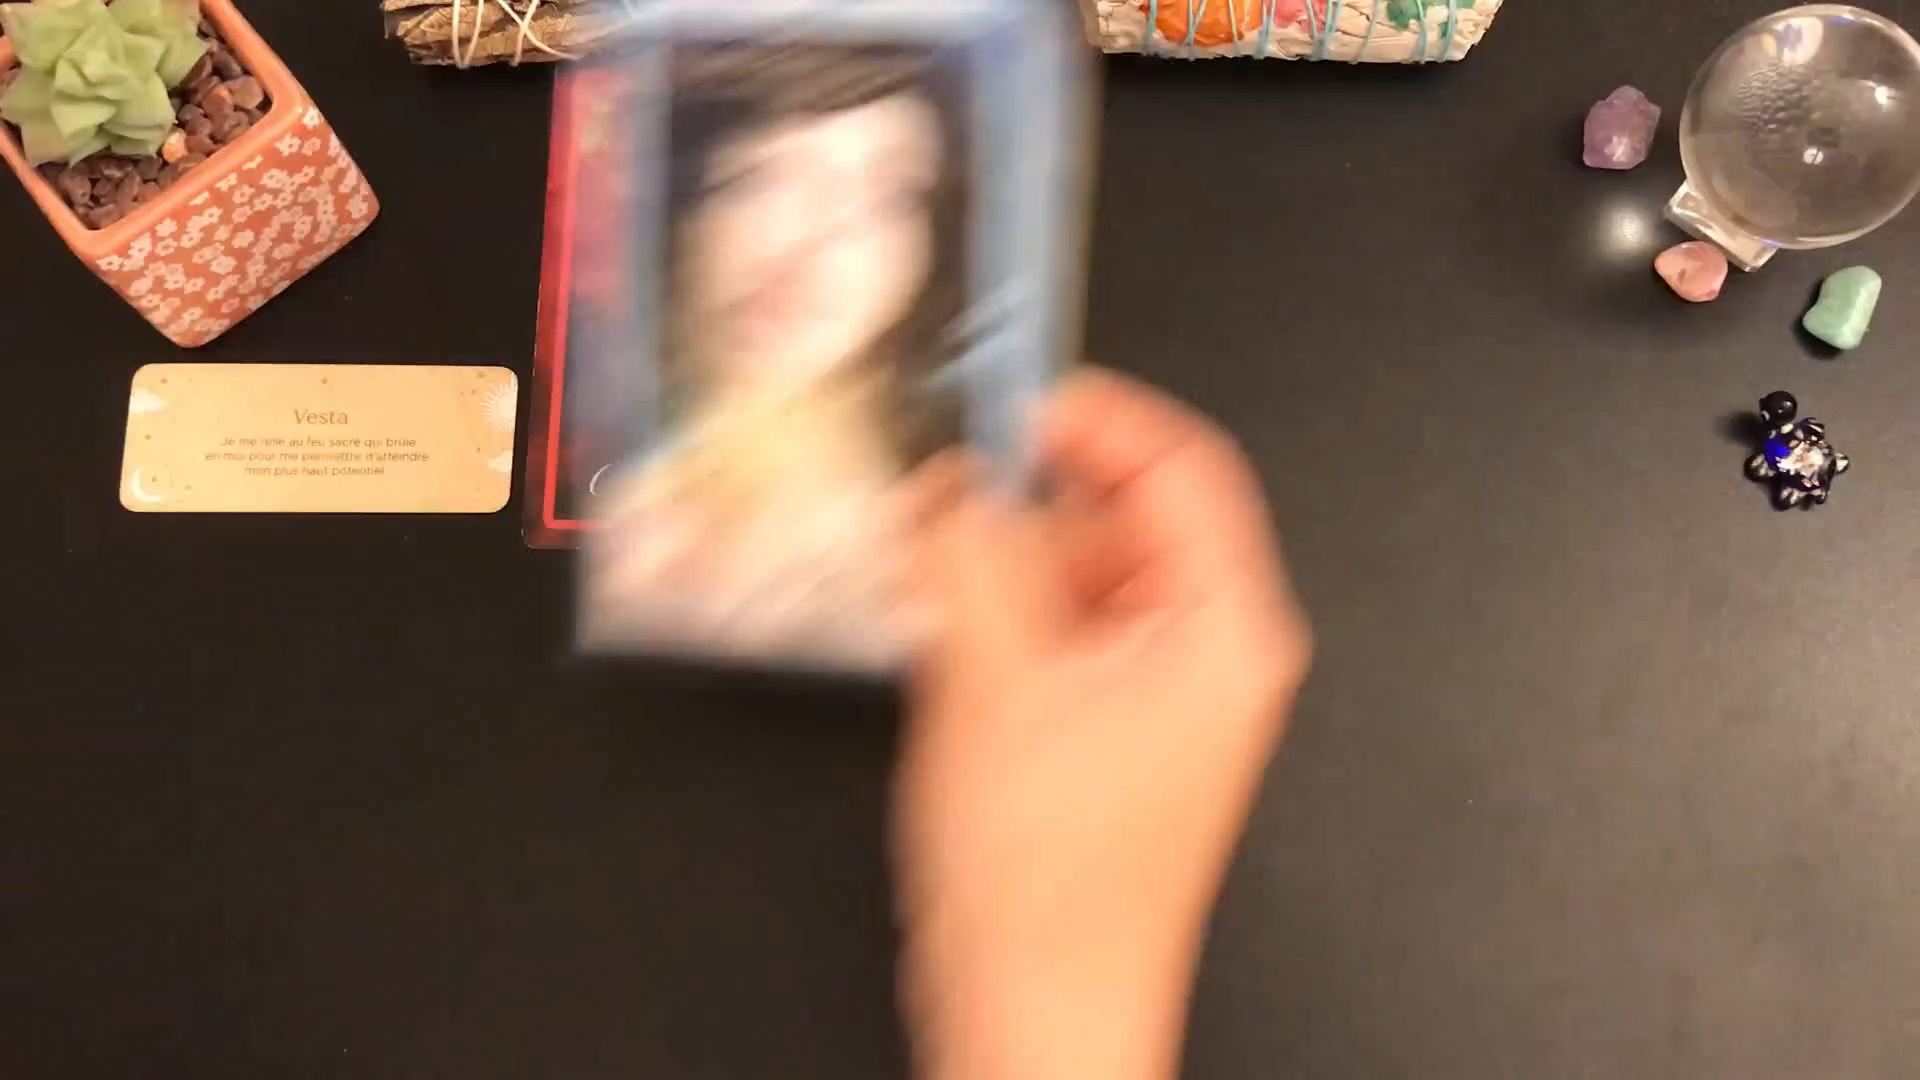 Vesta
Je me relie au feu sacré qui brûle
en moi pour me permettre d'atteindre
mon plus haut potentiel